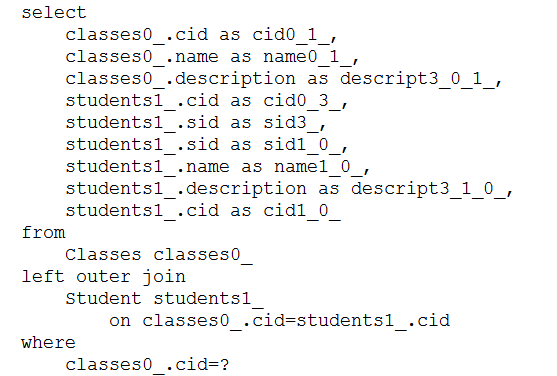 select
classes0_.cid as cid0_1_,
classes0_.name as name0_1_,
classes0_.description as descript3_0_1_,
students1_.cid as cid0_3_,
students1_.sid as sid3_,
students1_.sid as sid1_0_,
students1_.name as name1_0_,
students1_.description as descript3_1_0_,
students1_.cid as cid1_0_
from
Classes classes0_
left outer join
Student students1_
on classes0_.cid=students1_.cid
where
classes0_.cid=?